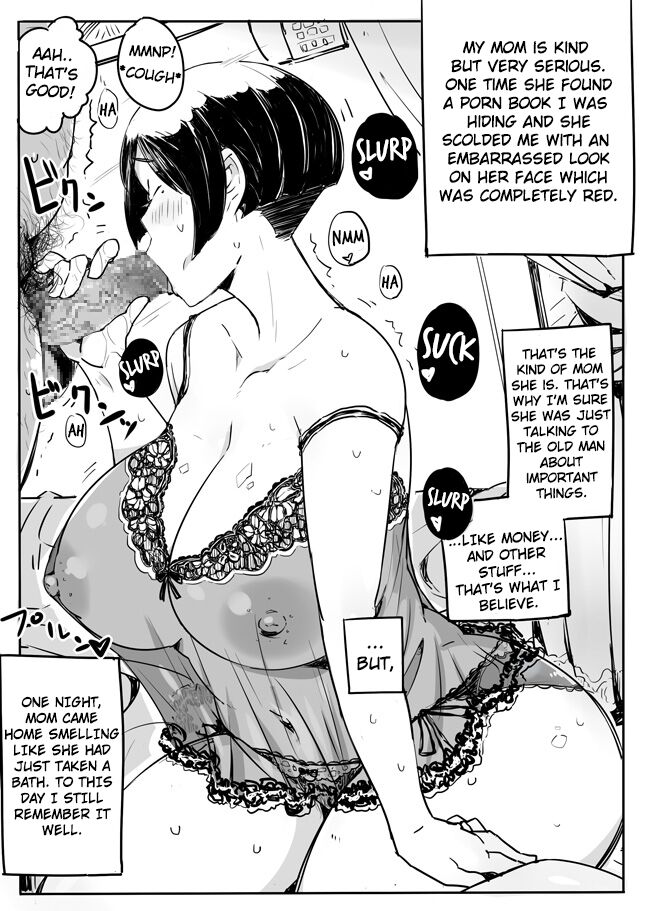 MY MOM IS KIND
BUT VERY SERIOUS.
ONE TIME SHE FOUND
A PORN BOOK I WAS
HIDING AND SHE
SCOLDED ME WITH AN
EMBARRASSED LOOK
ON HER FACE WHICH
WAS COMPLETELY RED.
MMNP!
*COUGH*
AAH..
THAT'S
GOOD!
HA
SLURP
ビクン
NMM
HA
SUCK
SLURP
ビクンッ
AH
THAT'S THE
KIND OF MOM
SHE IS. THAT'S
WHY I'M SURE
SHE WAS JUST
TALKING TO
THE OLD MAN
ABOUT
IMPORTANT
THINGS.
SLURP
...LIKE MONEY...
AND OTHER
STUFF...
THAT'S WHAT I
BELIEVE.
...
BUT,
プルン
ONE NIGHT,
MOM CAME
HOME SMELLING
LIKE SHE HAD
JUST TAKEN A
BATH. TO THIS
DAY I STILL
REMEMBER IT
WELL.